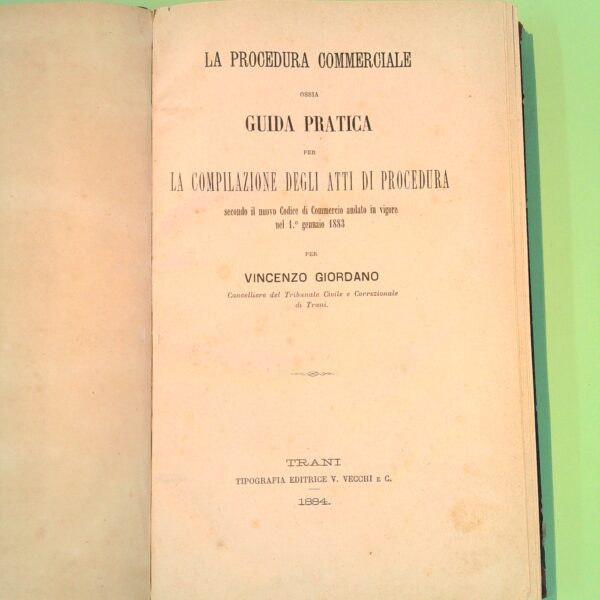 LA PROCEDURA COMMERCIALE
OSSIA
GUIDA PRATICA
PER
LA COMPILAZIONE DEGLI ATTI DI PROCEDURA
secondo il nuovo Codice di Commercio andato in vigore
nel 1.° gennaio 1883
PER
VINCENZO GIORDANO
Cancelliere del Tribunale Civile e Correzionale
di Trani.
TRANI
TIPOGRAFIA EDITRICE V. VECCHI E C.
1884.